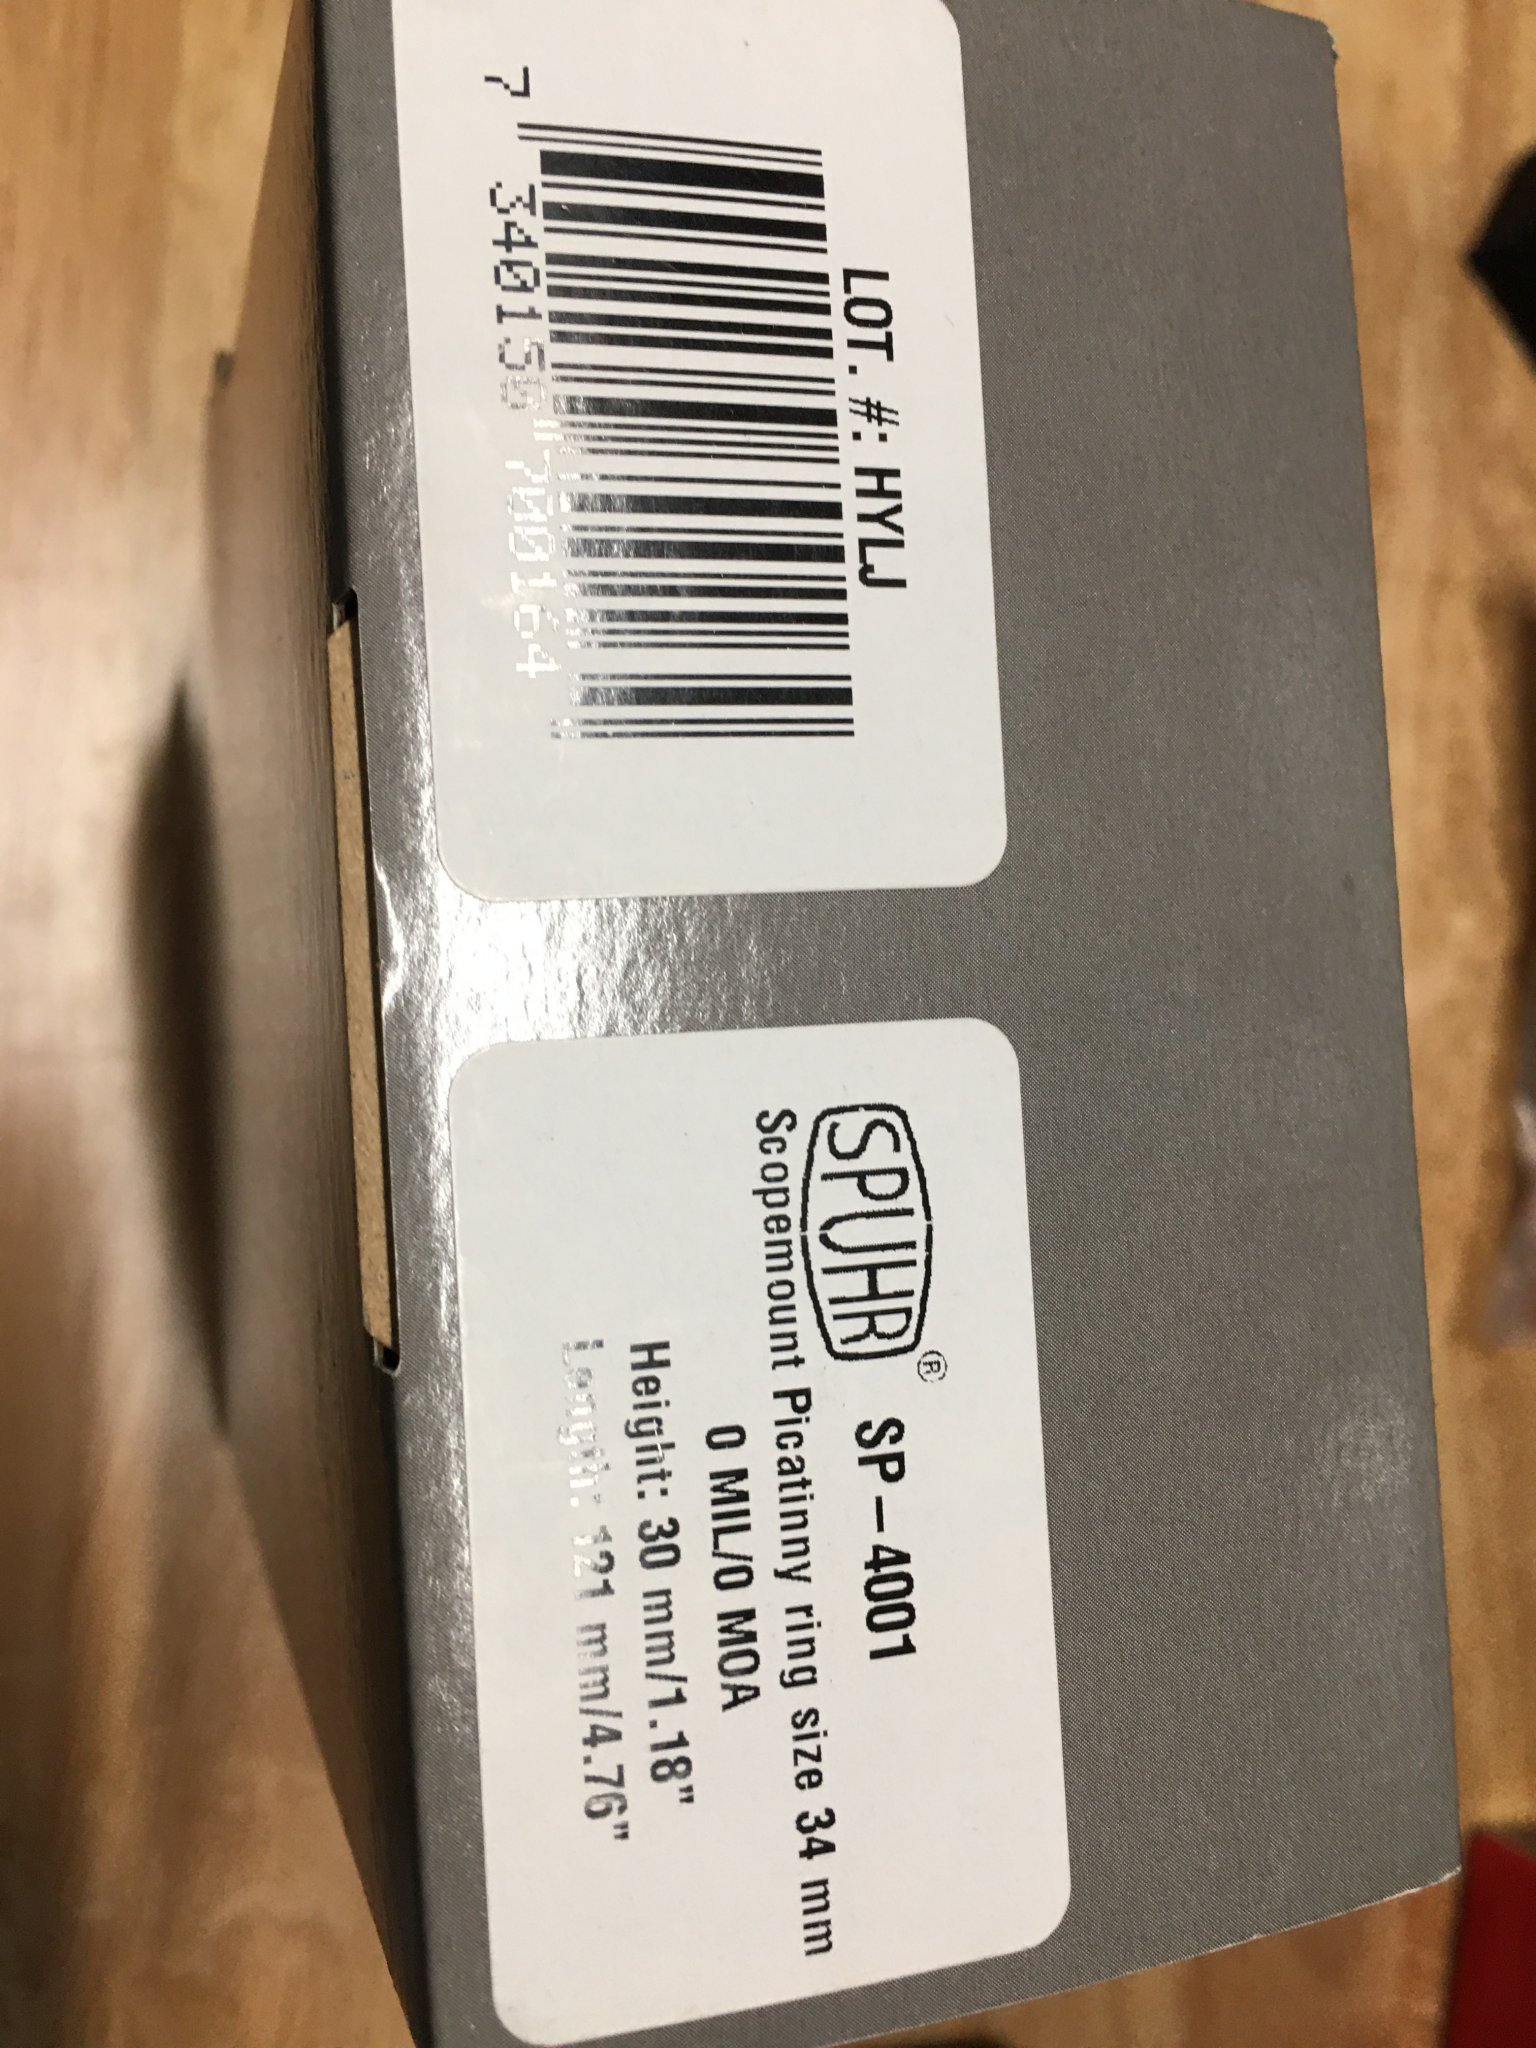 LOT. #: HYLJ
7 340150 700164
SPUHR® SP-4001
Scopemount Picatinny ring size 34 mm
0 MIL/0 MOA
Height: 30 mm/1.18"
Length: 121 mm/4.76"